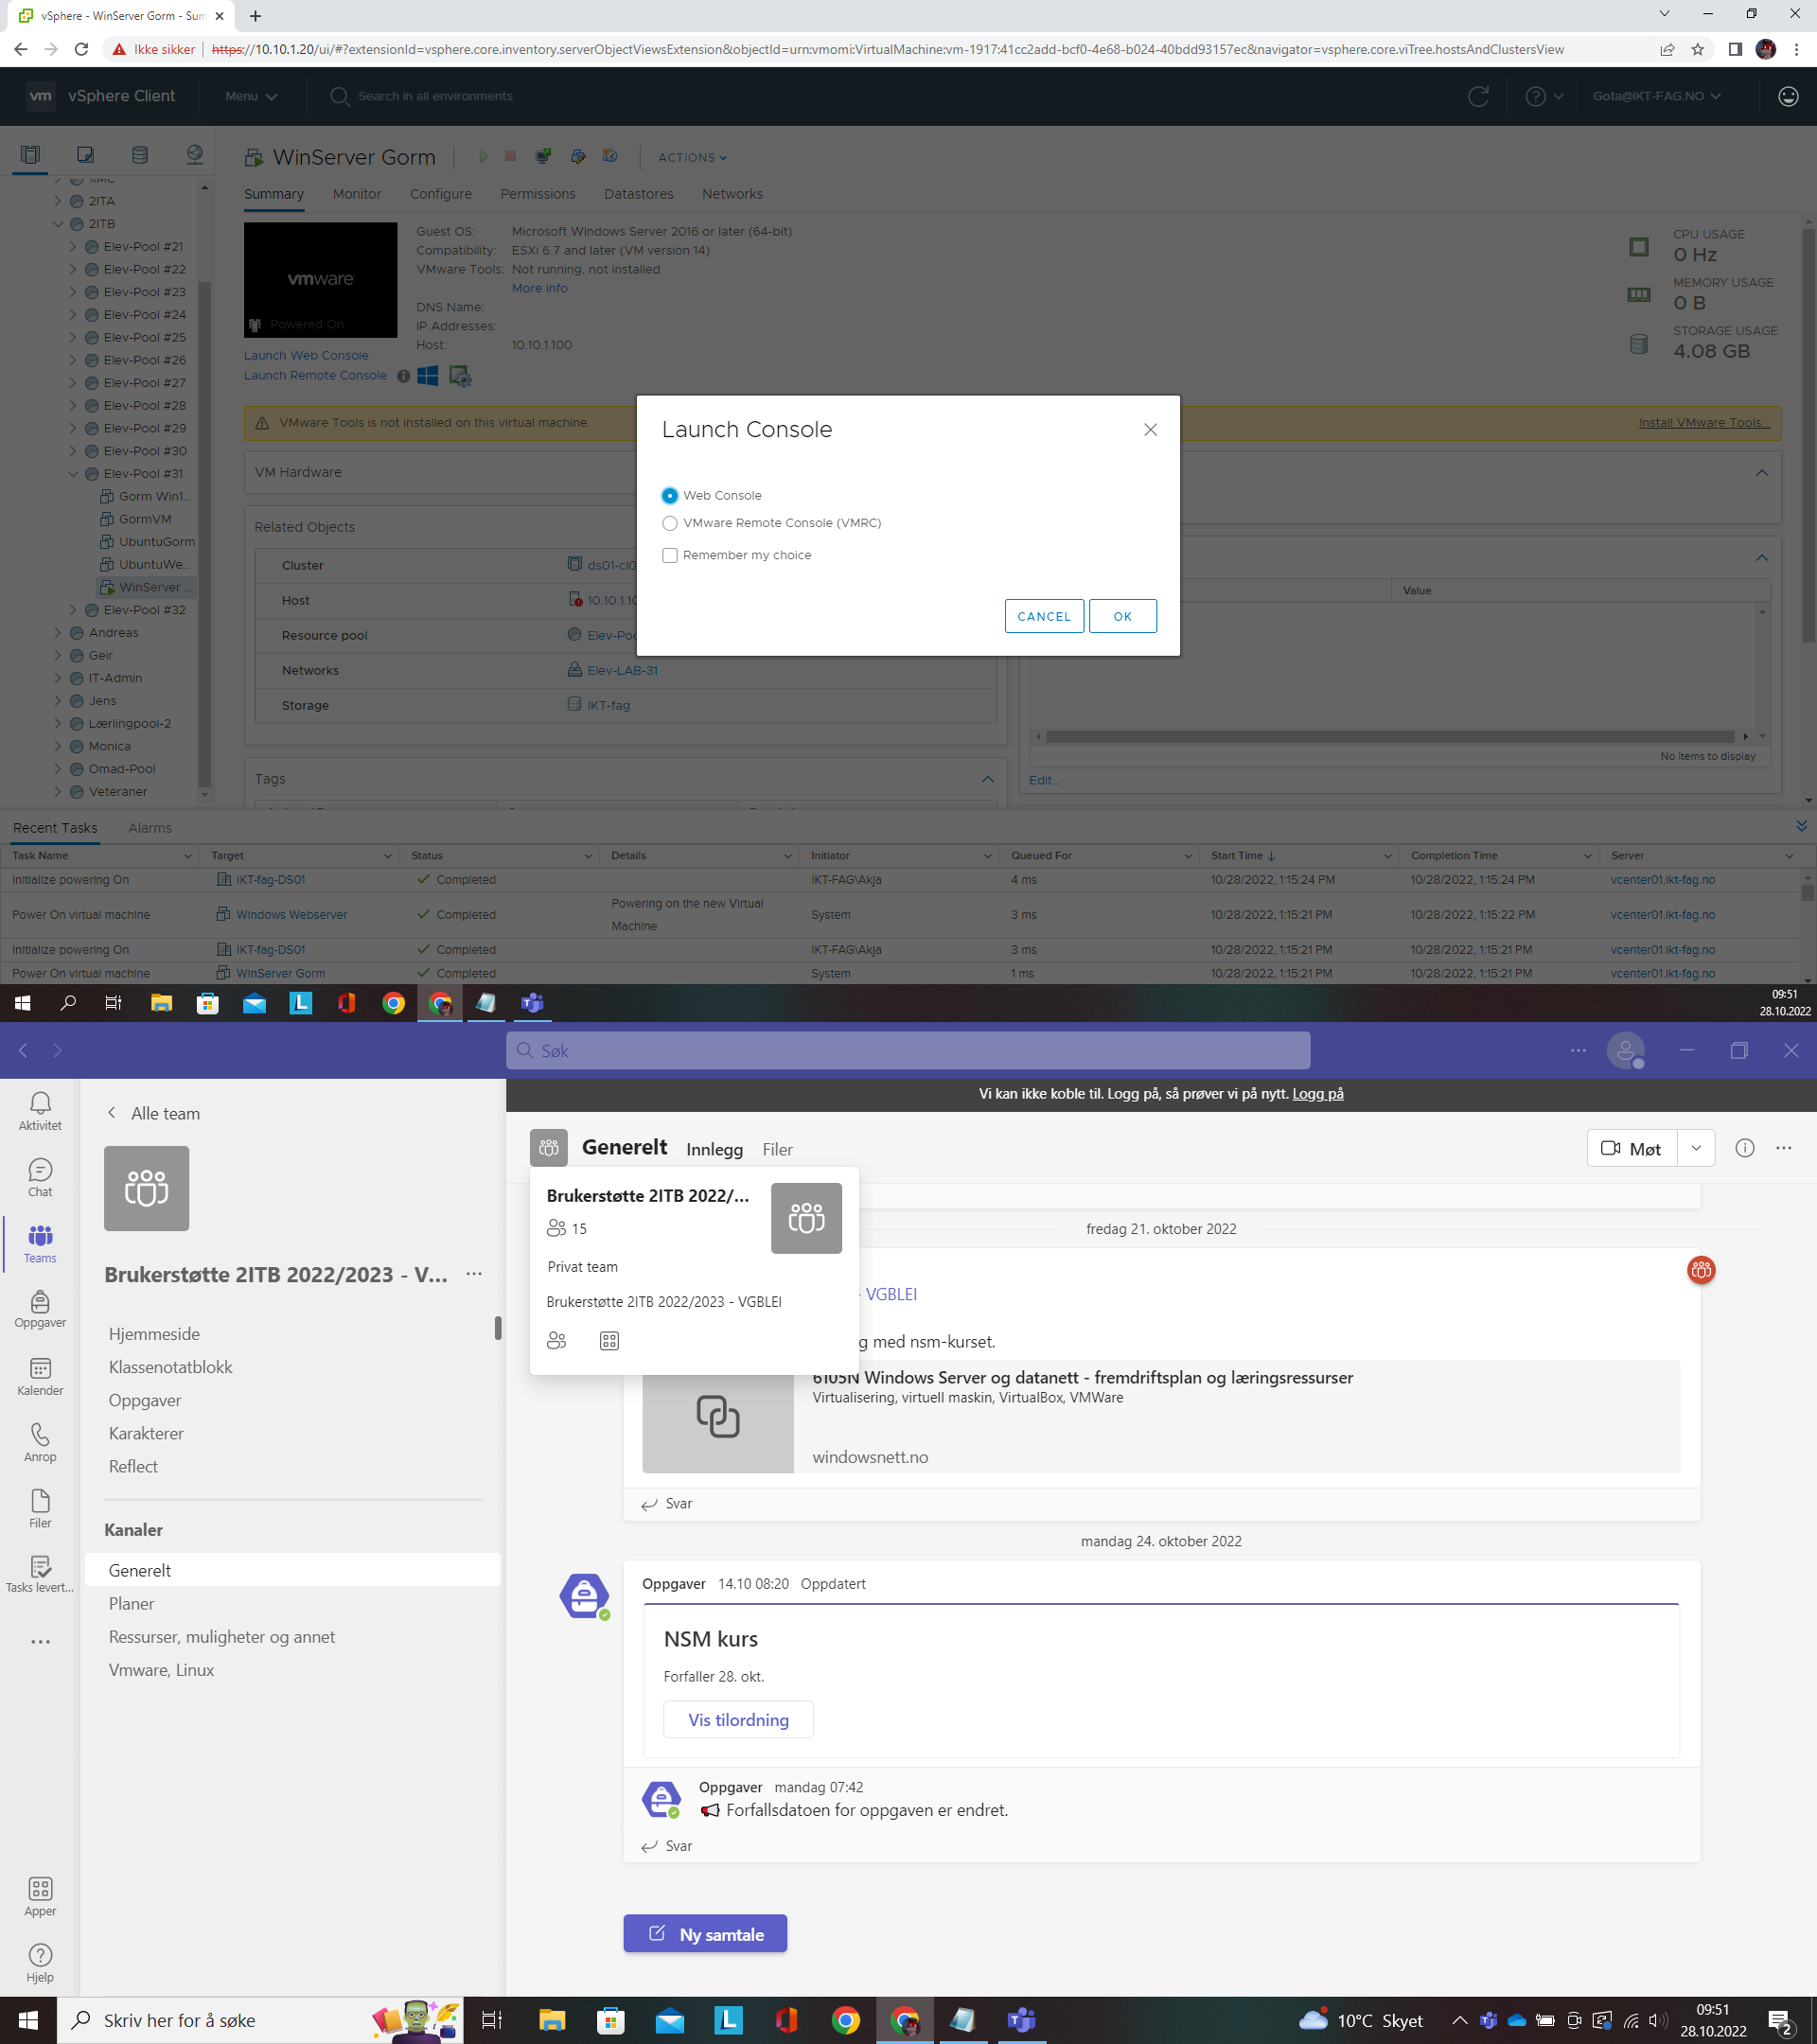 vSphere - WinServer Gorm - Sum
Ikke sikker
https://10.10.1.20/ui/#?extensionId=vsphere.core.inventory.serverObjectViewsExtension&objectId=urn:vmomi:VirtualMachine:vm-1917:41cc2add-bcf0-4e68-b024-40bdd93157ec&navigator=vsphere.core.viTree.hostsAndClustersView
vm vSphere Client Menu Search in all environments Gota@IKT-FAG.NO
WinServer Gorm ACTIONS
Summary Monitor Configure Permissions Datastores Networks
2ITA
2ITB
Elev-Pool #21
Elev-Pool #22
Elev-Pool #23
Elev-Pool #24
Elev-Pool #25
Elev-Pool #26
Elev-Pool #27
Elev-Pool #28
Elev-Pool #29
Elev-Pool #30
Elev-Pool #31
Gorm Win1...
GormVM
UbuntuGorm
UbuntuWe...
WinServer ...
Elev-Pool #32
Andreas
Geir
IT-Admin
Jens
Lærlingpool-2
Monica
Omad-Pool
Veteraner
vmware
Powered On
Launch Web Console
Launch Remote Console
Guest OS: Microsoft Windows Server 2016 or later (64-bit)
Compatibility: ESXi 6.7 and later (VM version 14)
VMware Tools: Not running, not installed
More info
DNS Name:
IP Addresses:
Host: 10.10.1.100
CPU USAGE
0 Hz
MEMORY USAGE
0 B
STORAGE USAGE
4.08 GB
VMware Tools is not installed on this virtual machine.
Install VMware Tools...
VM Hardware
Related Objects
Cluster ds01-cl0
Host 10.10.1.10
Resource pool Elev-Poo
Networks Elev-LAB-31
Storage IKT-fag
Tags
Value
No items to display
Edit...
Launch Console
Web Console
VMware Remote Console (VMRC)
Remember my choice
CANCEL OK
Recent Tasks Alarms
Task Name Target Status Details Initiator Queued For Start Time ↓ Completion Time Server
Initialize powering On IKT-fag-DS01 Completed IKT-FAG\Akja 4 ms 10/28/2022, 1:15:24 PM 10/28/2022, 1:15:24 PM vcenter01.ikt-fag.no
Power On virtual machine Windows Webserver Completed Powering on the new Virtual Machine System 3 ms 10/28/2022, 1:15:21 PM 10/28/2022, 1:15:22 PM vcenter01.ikt-fag.no
Initialize powering On IKT-fag-DS01 Completed IKT-FAG\Akja 3 ms 10/28/2022, 1:15:21 PM 10/28/2022, 1:15:21 PM vcenter01.ikt-fag.no
Power On virtual machine WinServer Gorm Completed System 1 ms 10/28/2022, 1:15:21 PM 10/28/2022, 1:15:21 PM vcenter01.ikt-fag.no
09:51
28.10.2022
Søk
Vi kan ikke koble til. Logg på, så prøver vi på nytt. Logg på
Aktivitet
Chat
Teams
Oppgaver
Kalender
Anrop
Filer
Tasks levert...
Apper
Hjelp
Alle team
Brukerstøtte 2ITB 2022/2023 - V...
Hjemmeside
Klassenotatblokk
Oppgaver
Karakterer
Reflect
Kanaler
Generelt
Planer
Ressurser, muligheter og annet
Vmware, Linux
Generelt Innlegg Filer Møt
Brukerstøtte 2ITB 2022/...
15
Privat team
Brukerstøtte 2ITB 2022/2023 - VGBLEI
fredag 21. oktober 2022
- VGBLEI
g med nsm-kurset.
6105N Windows Server og datanett - fremdriftsplan og læringsressurser
Virtualisering, virtuell maskin, VirtualBox, VMWare
windowsnett.no
Svar
mandag 24. oktober 2022
Oppgaver 14.10 08:20 Oppdatert
NSM kurs
Forfaller 28. okt.
Vis tilordning
Oppgaver mandag 07:42
Forfallsdatoen for oppgaven er endret.
Svar
Ny samtale
Skriv her for å søke
10°C Skyet
09:51
28.10.2022
2